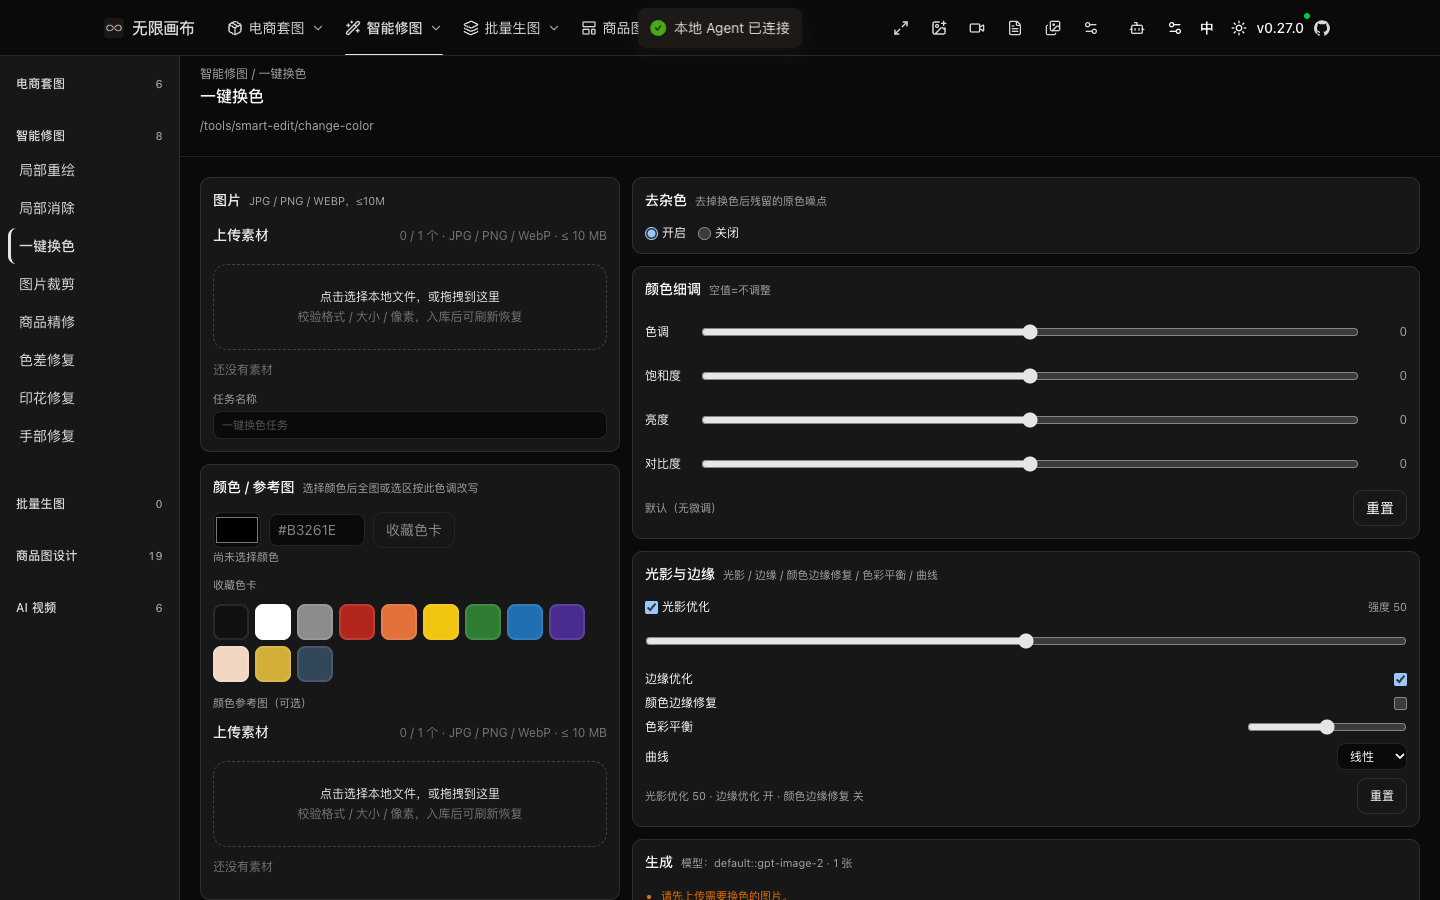 无限画布
电商套图
智能修图
批量生图
商品图
本地 Agent 已连接
中
v0.27.0
电商套图 6
智能修图 8
局部重绘
局部消除
一键换色
图片裁剪
商品精修
色差修复
印花修复
手部修复
批量生图 0
商品图设计 19
AI 视频 6
智能修图 / 一键换色
一键换色
/tools/smart-edit/change-color
图片 JPG / PNG / WEBP，≤10M
上传素材 0 / 1 个 · JPG / PNG / WebP · ≤ 10 MB
点击选择本地文件，或拖拽到这里
校验格式 / 大小 / 像素，入库后可刷新恢复
还没有素材
任务名称
一键换色任务
颜色 / 参考图 选择颜色后全图或选区按此色调改写
#B3261E 收藏色卡
尚未选择颜色
收藏色卡
颜色参考图（可选）
上传素材 0 / 1 个 · JPG / PNG / WebP · ≤ 10 MB
点击选择本地文件，或拖拽到这里
校验格式 / 大小 / 像素，入库后可刷新恢复
还没有素材
去杂色 去掉换色后残留的原色噪点
开启 关闭
颜色细调 空值=不调整
色调 0
饱和度 0
亮度 0
对比度 0
默认（无微调） 重置
光影与边缘 光影 / 边缘 / 颜色边缘修复 / 色彩平衡 / 曲线
光影优化 强度 50
边缘优化
颜色边缘修复
色彩平衡
曲线 线性
光影优化 50 · 边缘优化 开 · 颜色边缘修复 关 重置
生成 模型：default::gpt-image-2 · 1 张
请先上传需要换色的图片。